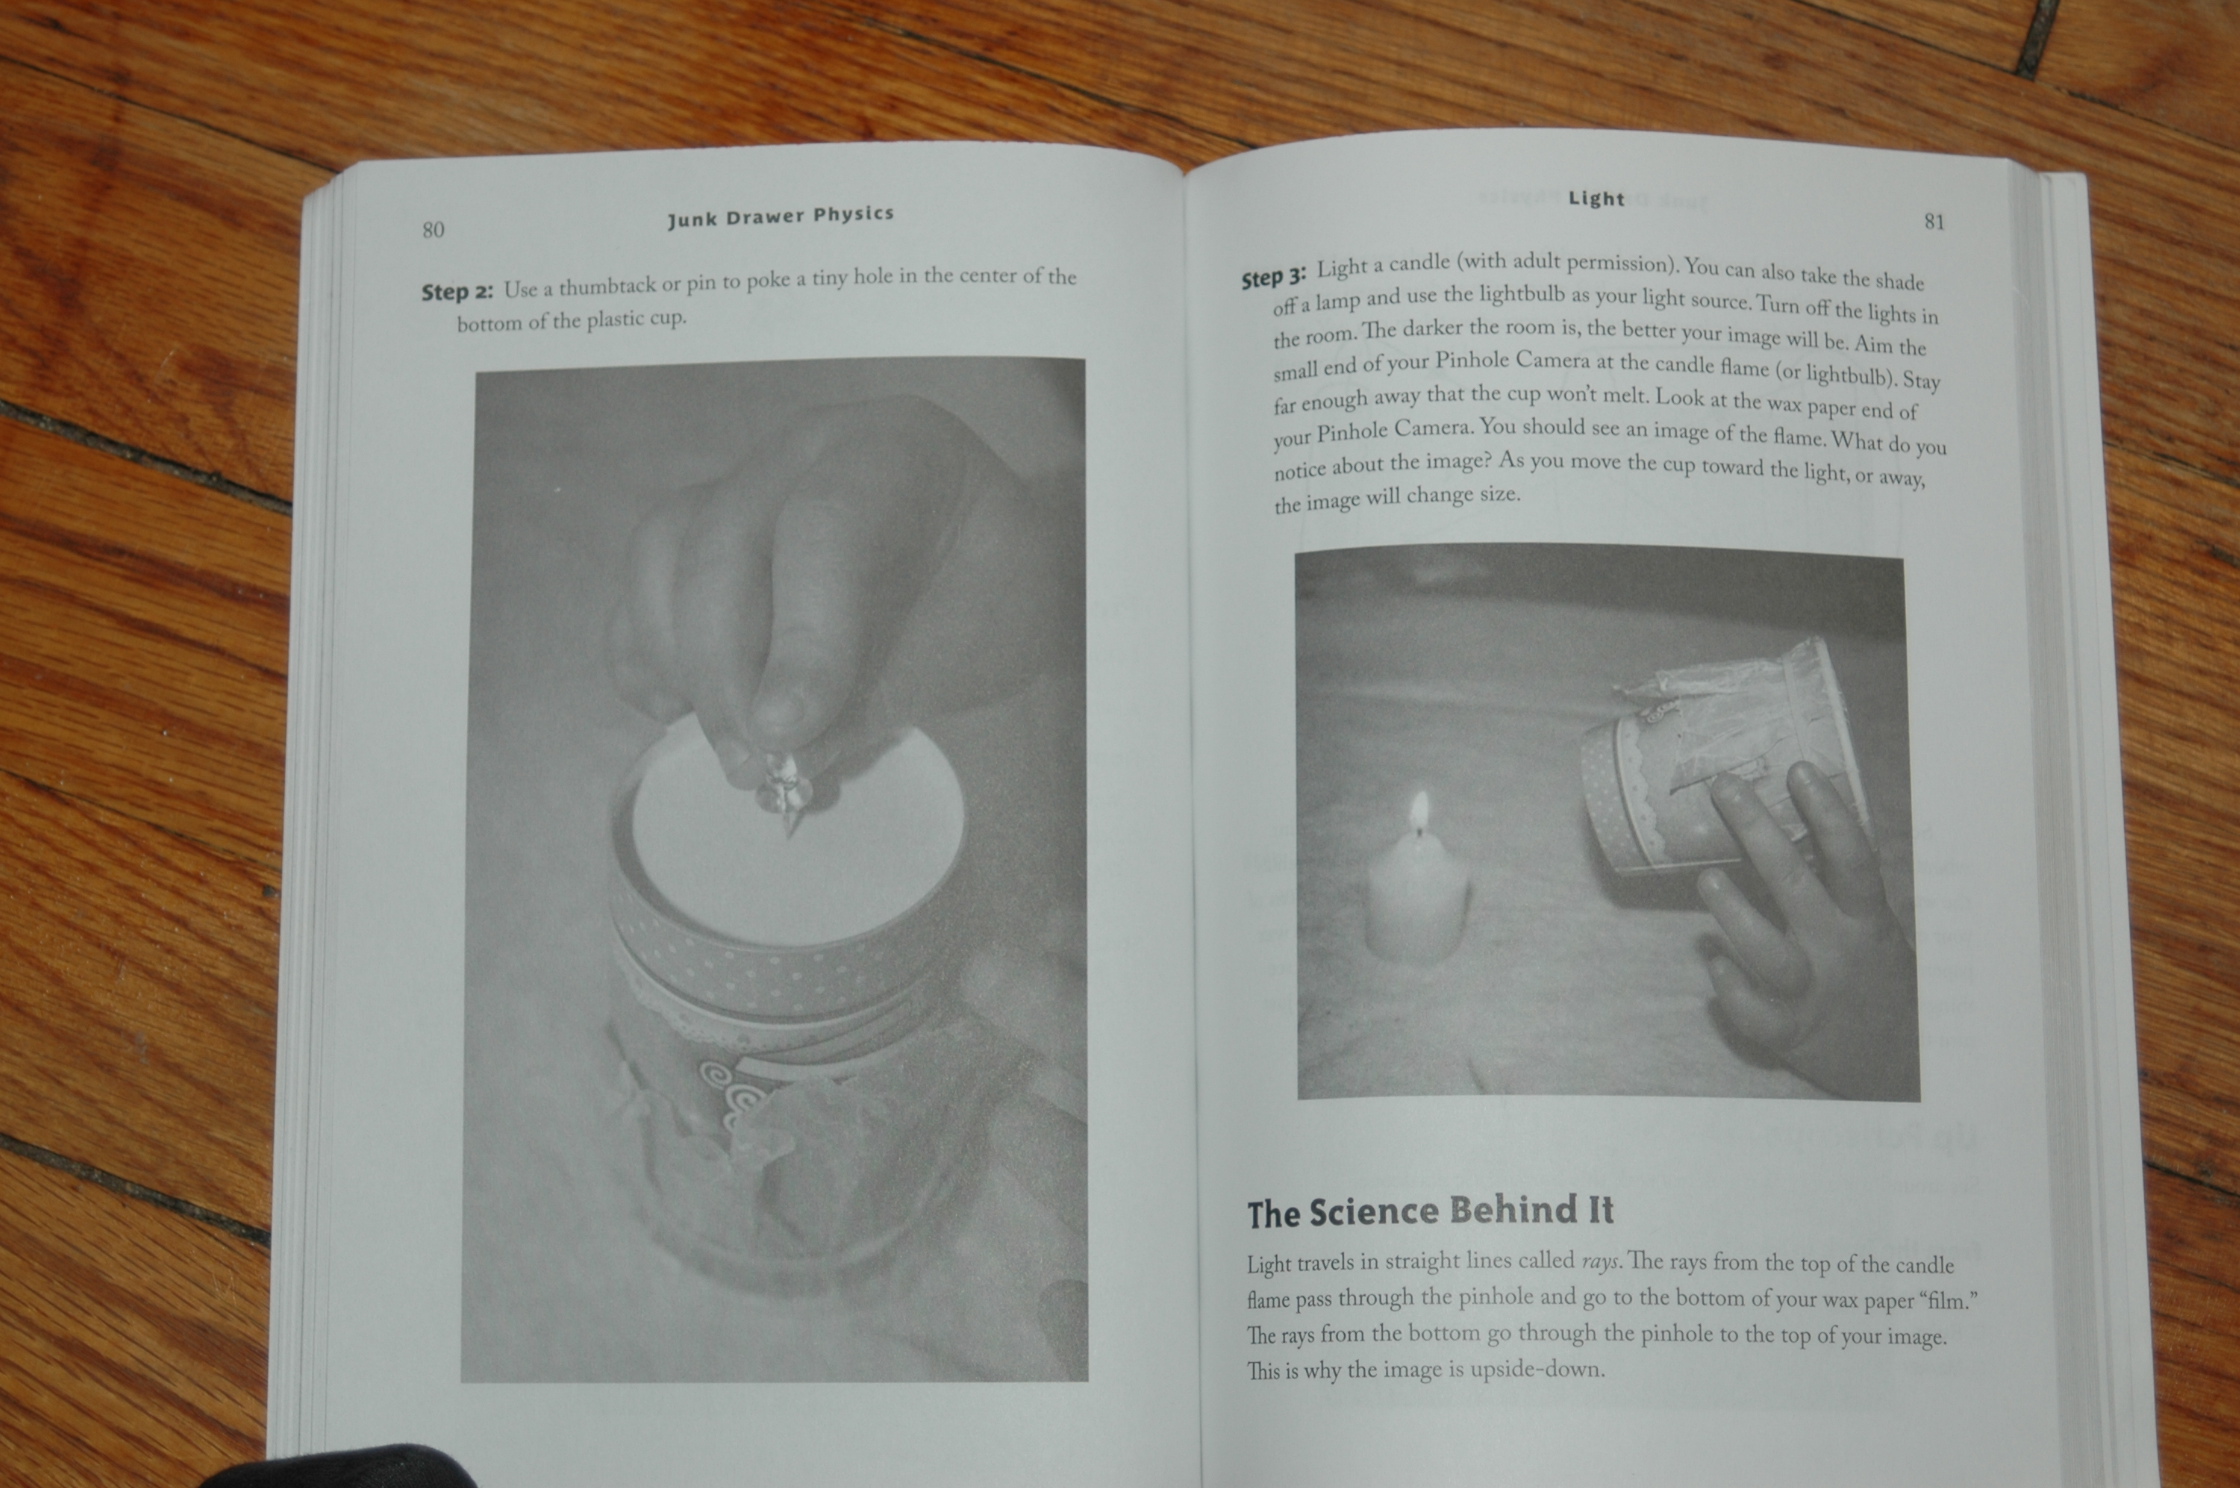 80
Junk Drawer Physics
Step 2: Use a thumbtack or pin to poke a tiny hole in the center of the
bottom of the plastic cup.
Light
81
Step 3: Light a candle (with adult permission). You can also take the shade
off a lamp and use the lightbulb as your light source. Turn off the lights in
the room. The darker the room is, the better your image will be. Aim the
small end of your Pinhole Camera at the candle flame (or lightbulb). Stay
far enough away that the cup won't melt. Look at the wax paper end of
your Pinhole Camera. You should see an image of the flame. What do you
notice about the image? As you move the cup toward the light, or away,
the image will change size.
The Science Behind It
Light travels in straight lines called rays. The rays from the top of the candle
flame pass through the pinhole and go to the bottom of your wax paper “film.”
The rays from the bottom go through the pinhole to the top of your image.
This is why the image is upside-down.